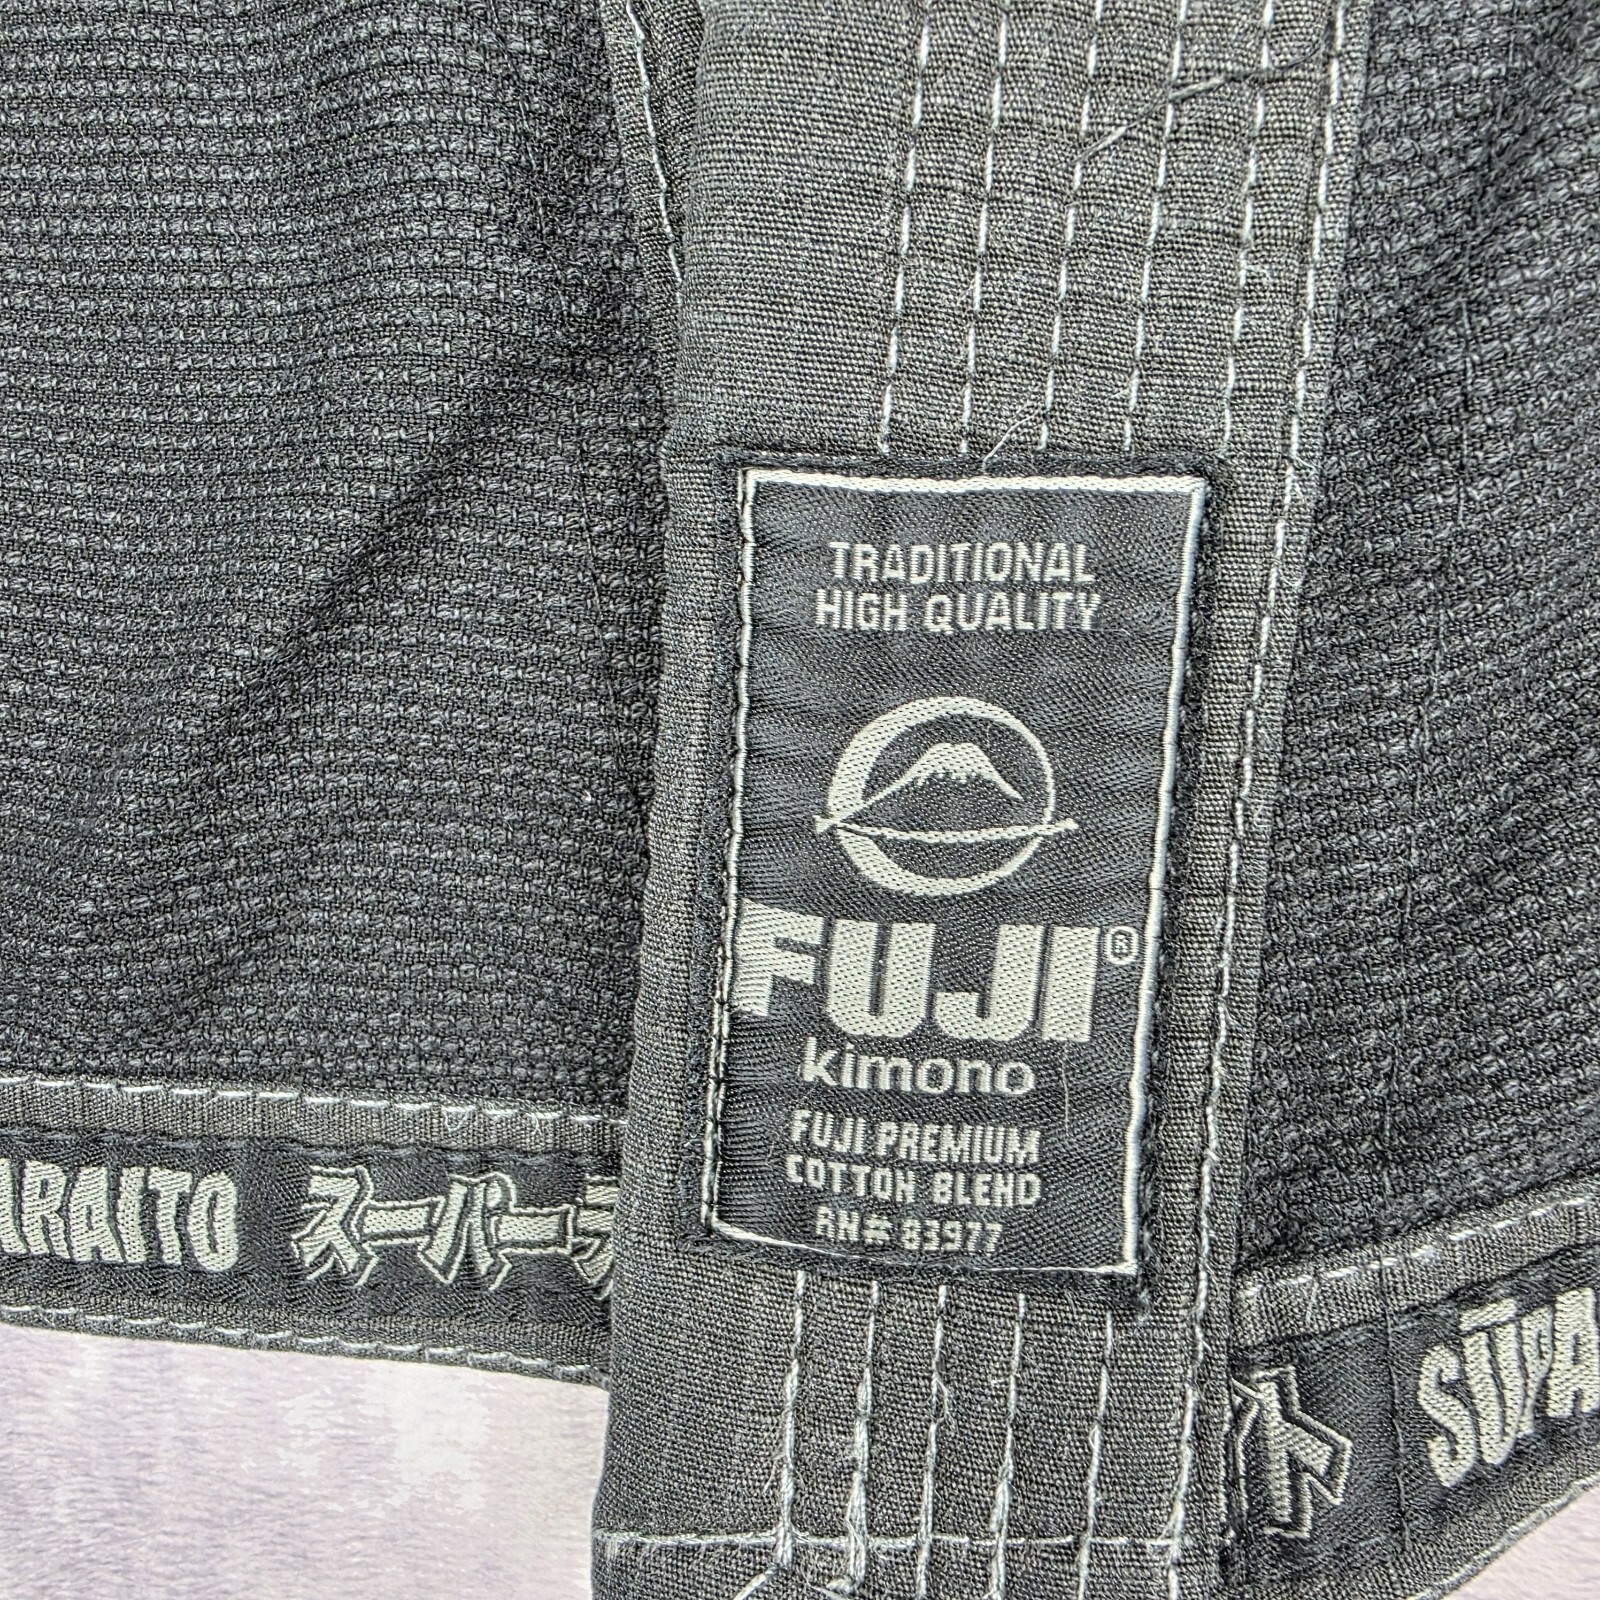 TRADITIONAL
HIGH QUALITY
FUJI®
kimono
FUJI PREMIUM
COTTON BLEND
RN# 83977
ARAITO スーパーラ
ト SŪPA